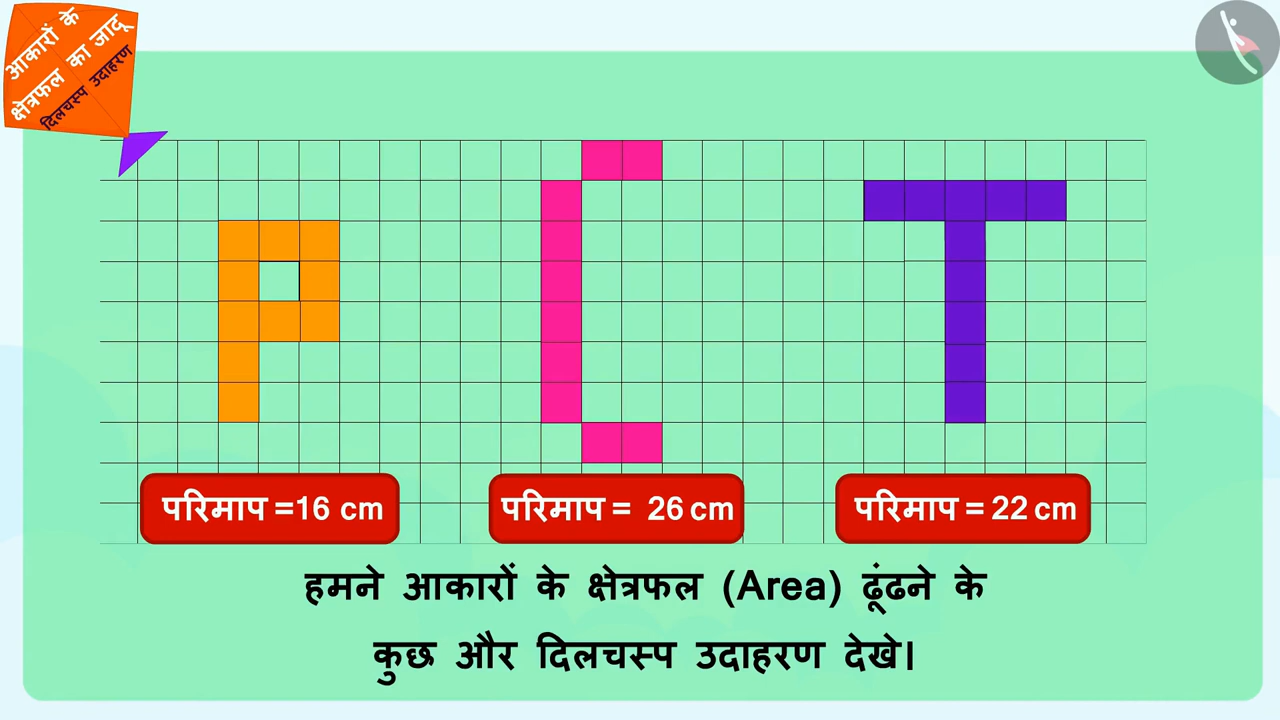 आकारों के
क्षेत्रफल का जादू
दिलचस्प उदाहरण
परिमाप =16 cm
परिमाप = 26 cm
परिमाप = 22 cm
हमने आकारों के क्षेत्रफल (Area) ढूंढने के
कुछ और दिलचस्प उदाहरण देखे।